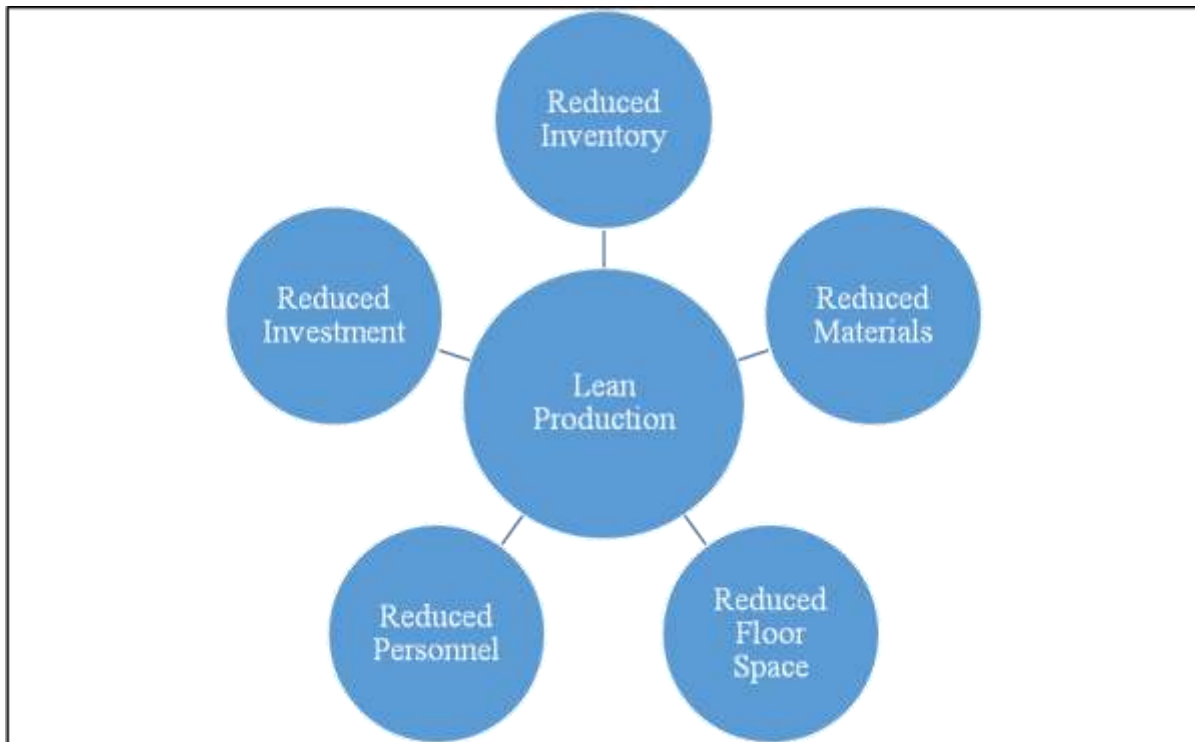 Reduced
Inventory
Reduced
Investment
Reduced
Materials
Lean
Production
Reduced
Personnel
Reduced
Floor
Space